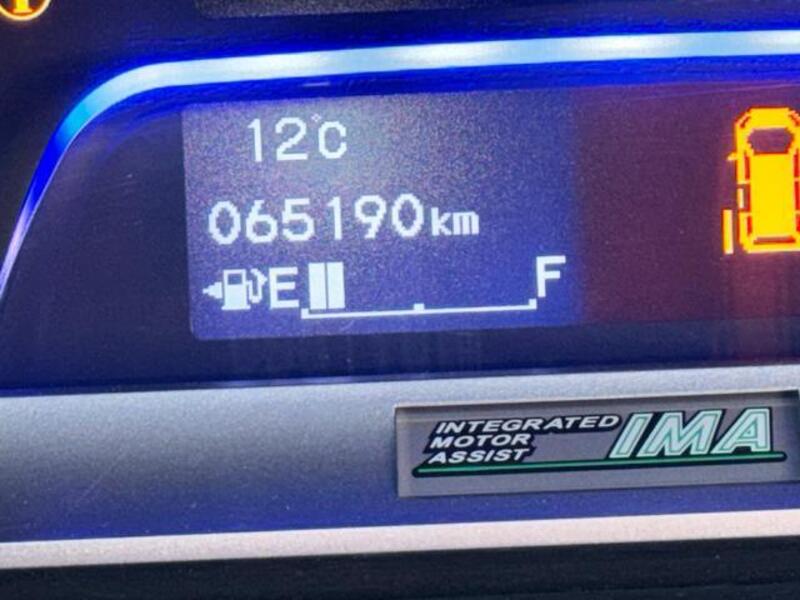 12°C
065190km
E F
INTEGRATED
MOTOR
ASSIST
IMA